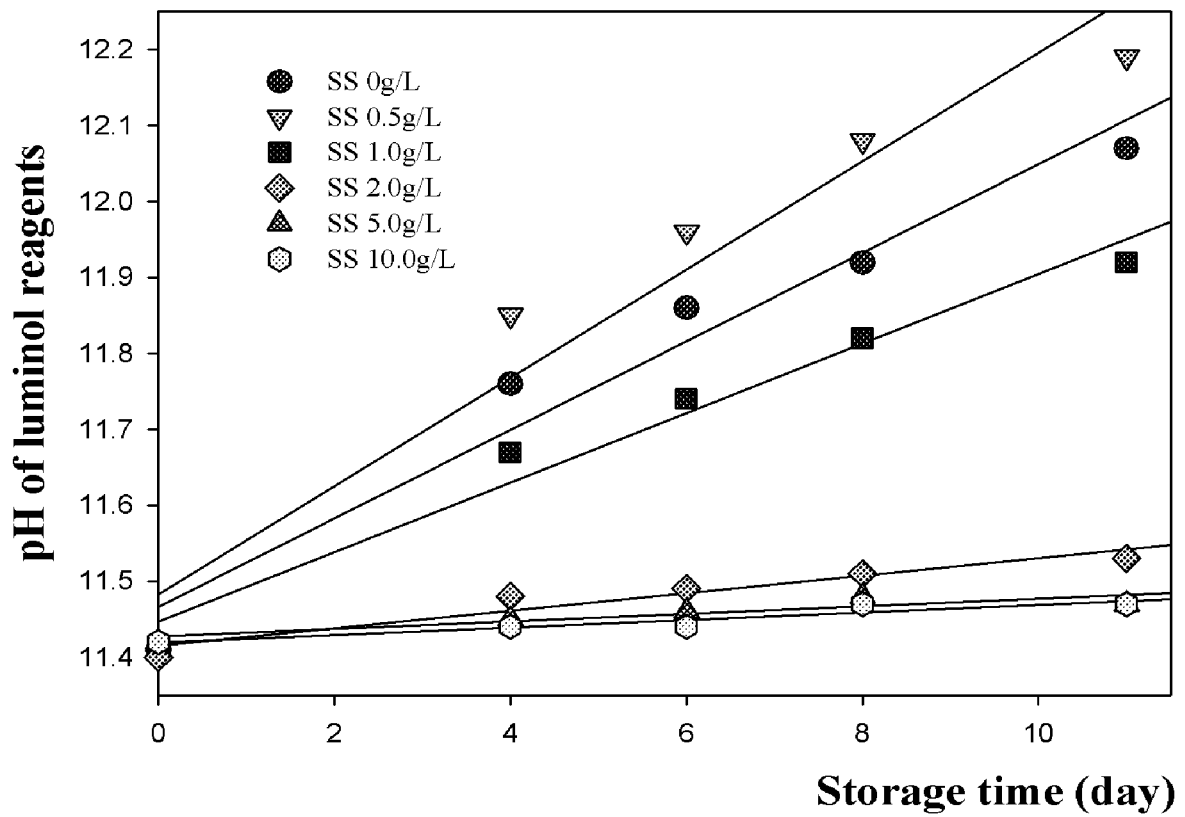 12.2
12.1
12.0
11.9
11.8
11.7
11.6
11.5
11.4
pH of luminol reagents
SS 0g/L
SS 0.5g/L
SS 1.0g/L
SS 2.0g/L
SS 5.0g/L
SS 10.0g/L
0 2 4 6 8 10
Storage time (day)